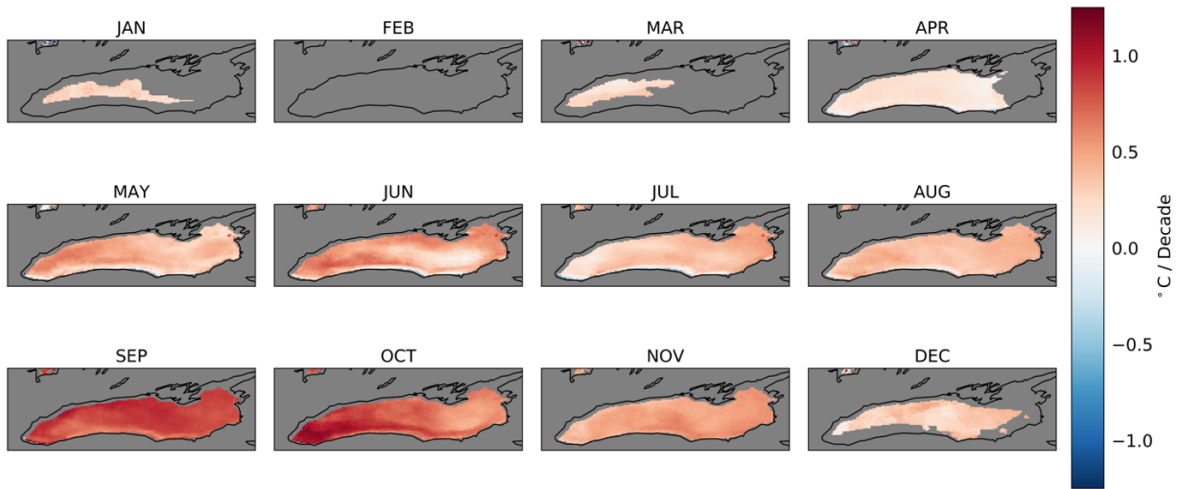 JAN FEB MAR APR
MAY JUN JUL AUG
SEP OCT NOV DEC
1.0
0.5
0.0
−0.5
−1.0
°C / Decade